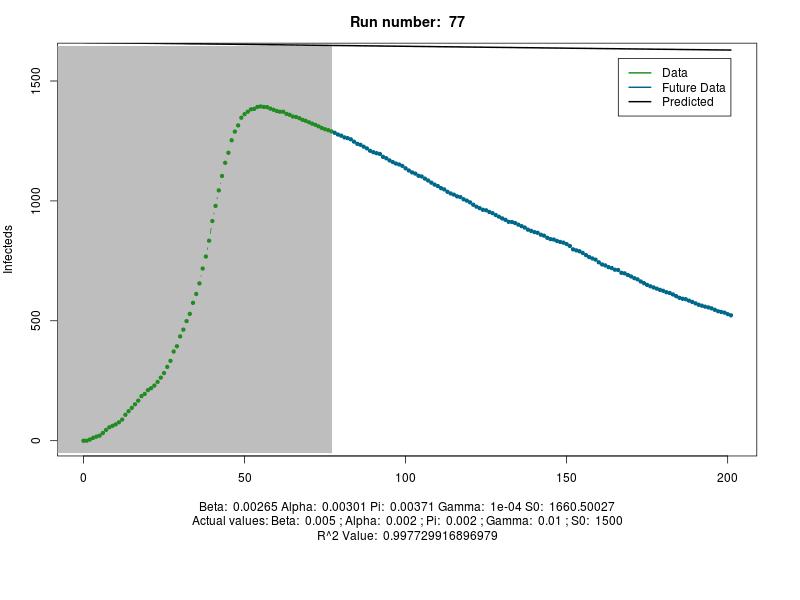 Run number: 77
1500
1000
500
0
Infecteds
Data
Future Data
Predicted
0 50 100 150 200
Beta: 0.00265 Alpha: 0.00301 Pi: 0.00371 Gamma: 1e-04 S0: 1660.50027
Actual values: Beta: 0.005 ; Alpha: 0.002 ; Pi: 0.002 ; Gamma: 0.01 ; S0: 1500
R^2 Value: 0.997729916896979